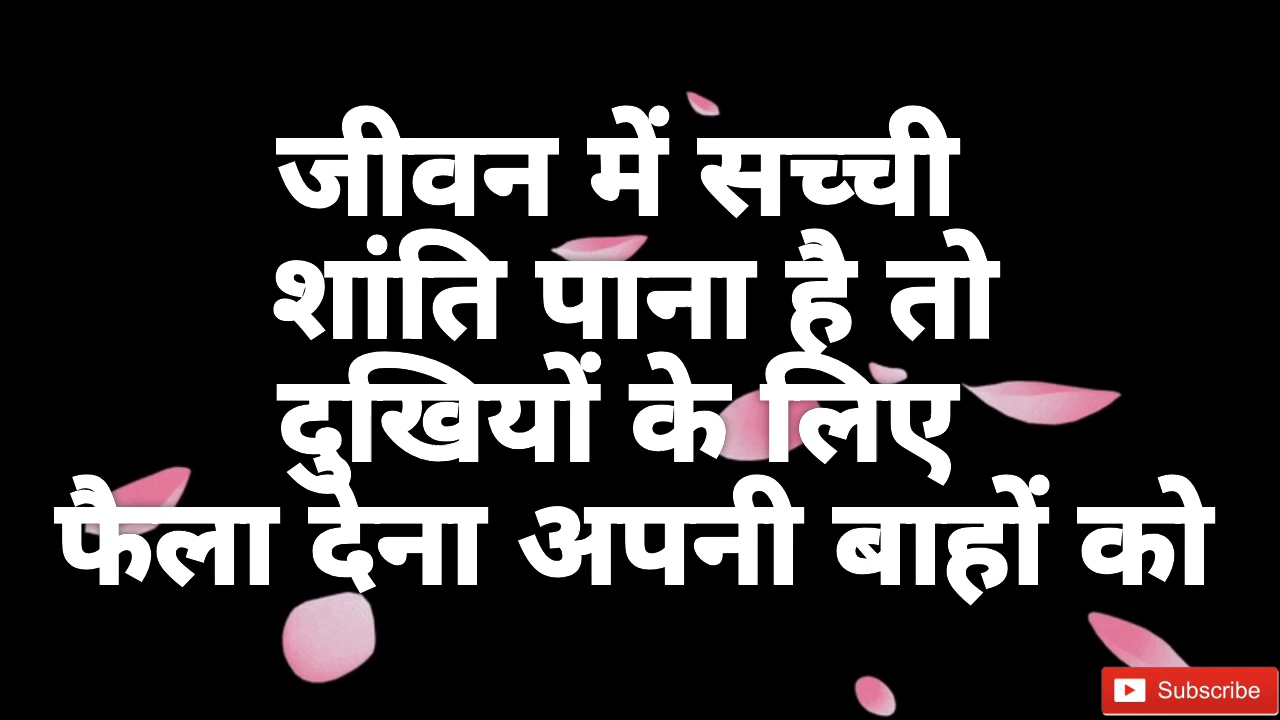 जीवन में सच्ची
शांति पाना है तो
दुखियों के लिए
फैला देना अपनी बाहों को
Subscribe